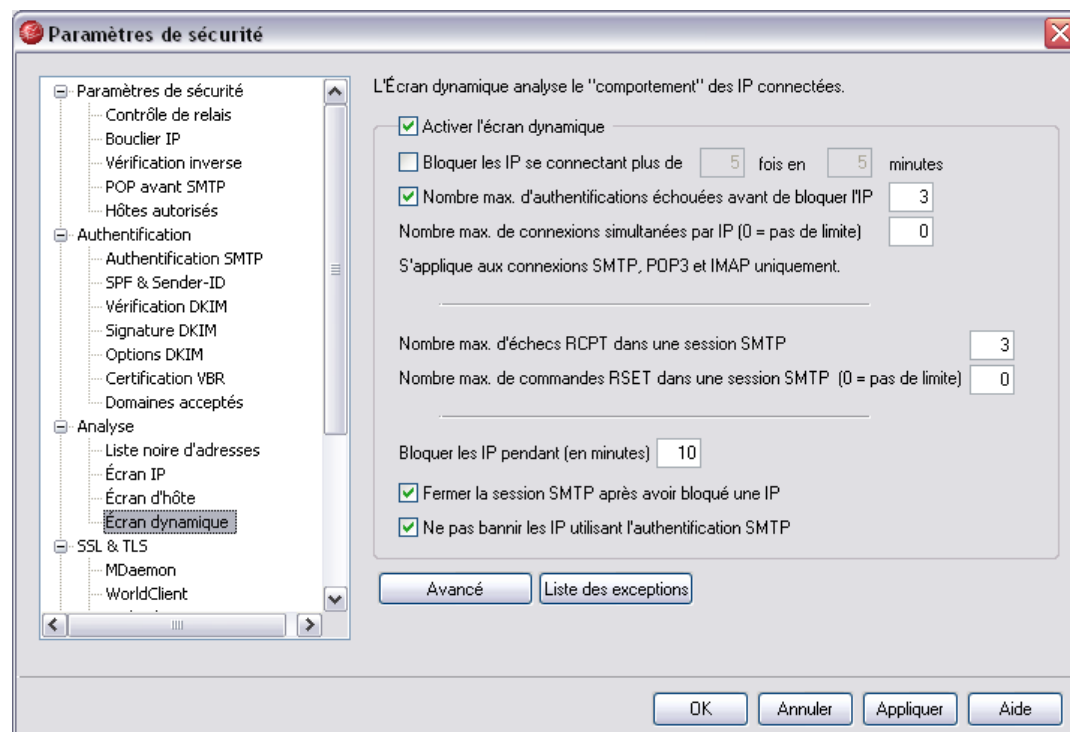 Paramètres de sécurité
Paramètres de sécurité
Contrôle de relais
Bouclier IP
Vérification inverse
POP avant SMTP
Hôtes autorisés
Authentification
Authentification SMTP
SPF & Sender-ID
Vérification DKIM
Signature DKIM
Options DKIM
Certification VBR
Domaines acceptés
Analyse
Liste noire d'adresses
Écran IP
Écran d'hôte
Écran dynamique
SSL & TLS
MDaemon
WorldClient
L'Écran dynamique analyse le "comportement" des IP connectées.
Activer l'écran dynamique
Bloquer les IP se connectant plus de 5 fois en 5 minutes
Nombre max. d'authentifications échouées avant de bloquer l'IP 3
Nombre max. de connexions simultanées par IP (0 = pas de limite) 0
S'applique aux connexions SMTP, POP3 et IMAP uniquement.
Nombre max. d'échecs RCPT dans une session SMTP 3
Nombre max. de commandes RSET dans une session SMTP (0 = pas de limite) 0
Bloquer les IP pendant (en minutes) 10
Fermer la session SMTP après avoir bloqué une IP
Ne pas bannir les IP utilisant l'authentification SMTP
Avancé Liste des exceptions
OK Annuler Appliquer Aide